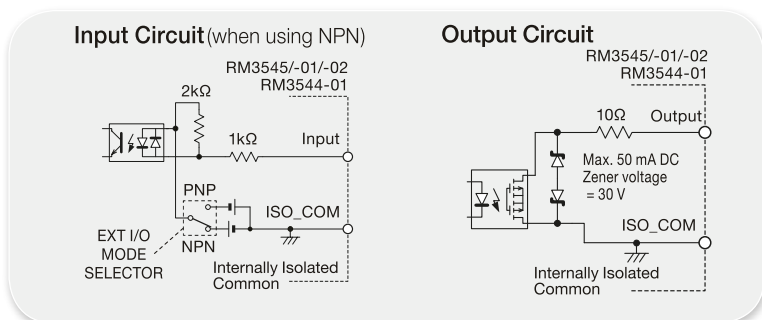 Input Circuit (when using NPN)
RM3545/-01/-02
RM3544-01
2kΩ
1kΩ
Input
PNP
ISO_COM
NPN
EXT I/O
MODE
SELECTOR
Internally Isolated
Common
Output Circuit
RM3545/-01/-02
RM3544-01
10Ω
Output
Max. 50 mA DC
Zener voltage
= 30 V
ISO_COM
Internally Isolated
Common